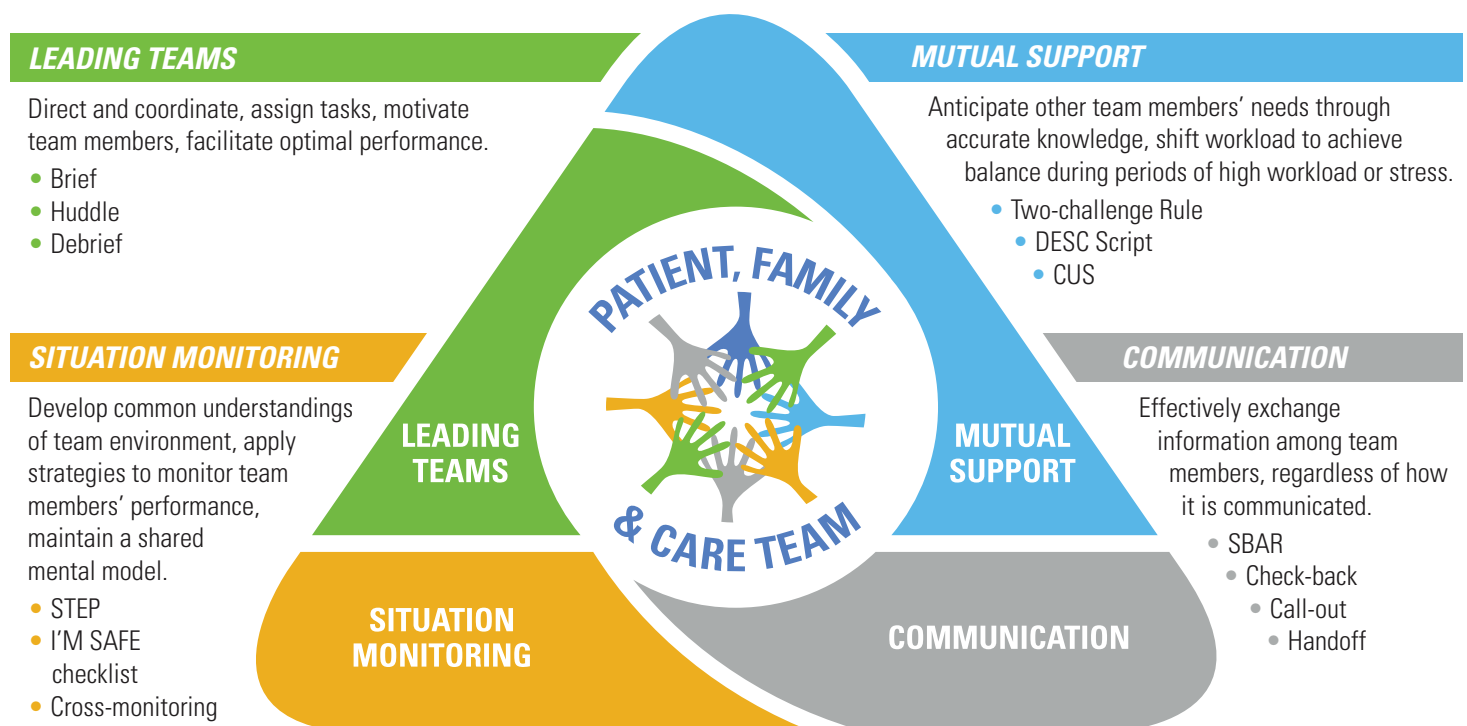 LEADING TEAMS
Direct and coordinate, assign tasks, motivate
team members, facilitate optimal performance.
• Brief
• Huddle
• Debrief
MUTUAL SUPPORT
Anticipate other team members’ needs through
accurate knowledge, shift workload to achieve
balance during periods of high workload or stress.
• Two-challenge Rule
• DESC Script
• CUS
SITUATION MONITORING
Develop common understandings
of team environment, apply
strategies to monitor team
members’ performance,
maintain a shared
mental model.
• STEP
• I’M SAFE
checklist
• Cross-monitoring
COMMUNICATION
Effectively exchange
information among team
members, regardless of how
it is communicated.
• SBAR
• Check-back
• Call-out
• Handoff
PATIENT, FAMILY
& CARE TEAM
LEADING
TEAMS
MUTUAL
SUPPORT
SITUATION
MONITORING
COMMUNICATION